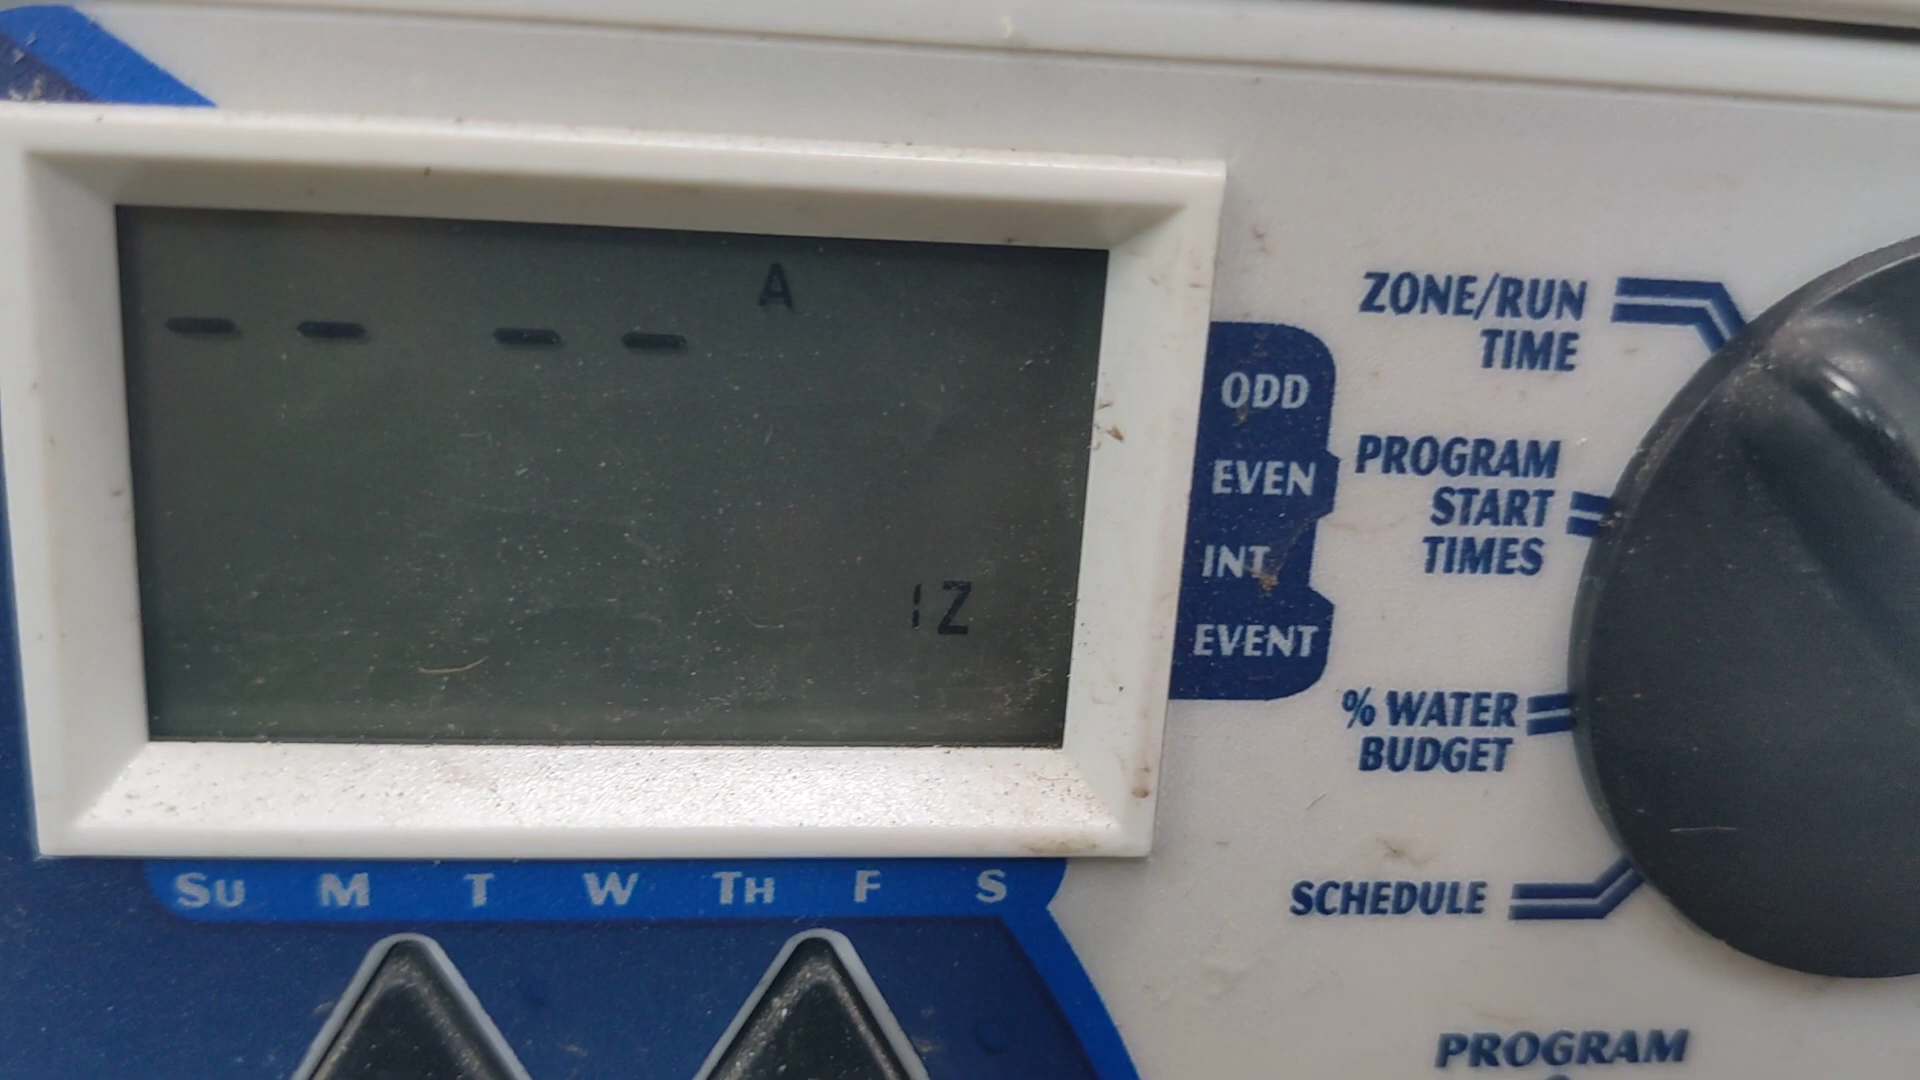 A
-- --
1Z
ODD
EVEN
INT
EVENT
ZONE/RUN
TIME
PROGRAM
START
TIMES
% WATER
BUDGET
SCHEDULE
PROGRAM
SU M T W TH F S